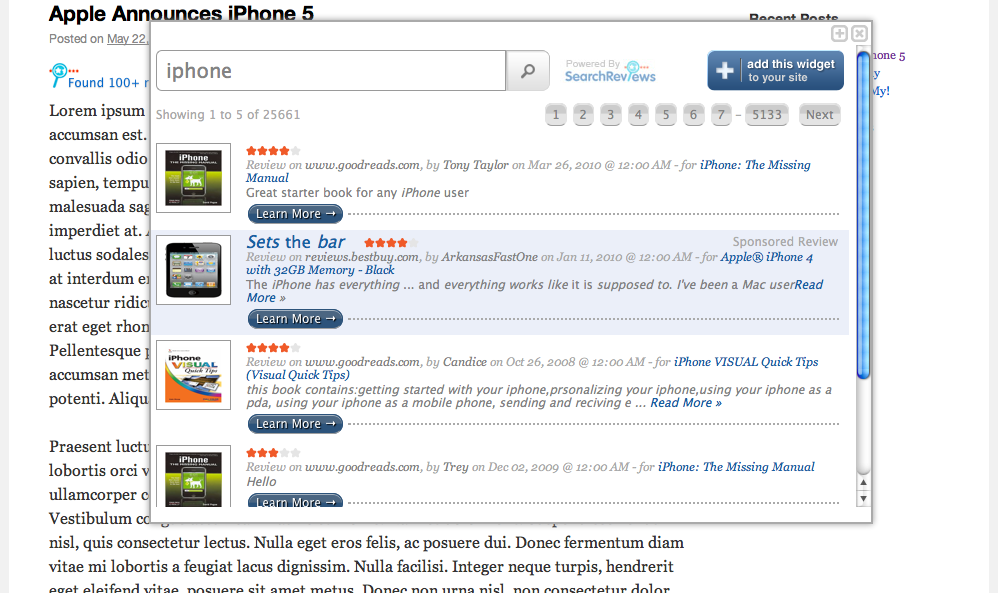 Apple Announces iPhone 5
Recent Posts
Posted on May 22,
Found 100+
iphone
Powered By
SearchReviews
add this widget
to your site
Showing 1 to 5 of 25661
1 2 3 4 5 6 7 – 5133 Next
hone 5
y
My!
Review on www.goodreads.com, by Tony Taylor on Mar 26, 2010 @ 12:00 AM - for iPhone: The Missing
Manual
Great starter book for any iPhone user
Learn More →
Sets the bar
Sponsored Review
Review on reviews.bestbuy.com, by ArkansasFastOne on Jan 11, 2010 @ 12:00 AM - for Apple® iPhone 4
with 32GB Memory - Black
The iPhone has everything ... and everything works like it is supposed to. I've been a Mac userRead
More »
Learn More →
iPhone
VISUAL
Quick Tips
Review on www.goodreads.com, by Candice on Oct 26, 2008 @ 12:00 AM - for iPhone VISUAL Quick Tips
(Visual Quick Tips)
this book contains:getting started with your iphone,prsonalizing your iphone,using your iphone as a
pda, using your iphone as a mobile phone, sending and reciving e ... Read More »
Learn More →
iPhone
THE MISSING MANUAL
Review on www.goodreads.com, by Trey on Dec 02, 2009 @ 12:00 AM - for iPhone: The Missing Manual
Hello
Learn More →
iPhone
THE MISSING MANUAL
Lorem ipsum
accumsan est.
convallis odio
sapien, tempu
malesuada sag
imperdiet at.
luctus sodales
at interdum e
nascetur ridic
erat eget rhon
Pellentesque
accumsan met
potenti. Aliqu
Praesent luctu
lobortis orci v
ullamcorper c
Vestibulum co
nisl, quis consectetur lectus. Nulla eget eros felis, ac posuere dui. Donec fermentum diam
vitae mi lobortis a feugiat lacus dignissim. Nulla facilisi. Integer neque turpis, hendrerit
eget eleifend vitae, posuere sit amet metus. Donec non urna nisl, non consectetur dolor.